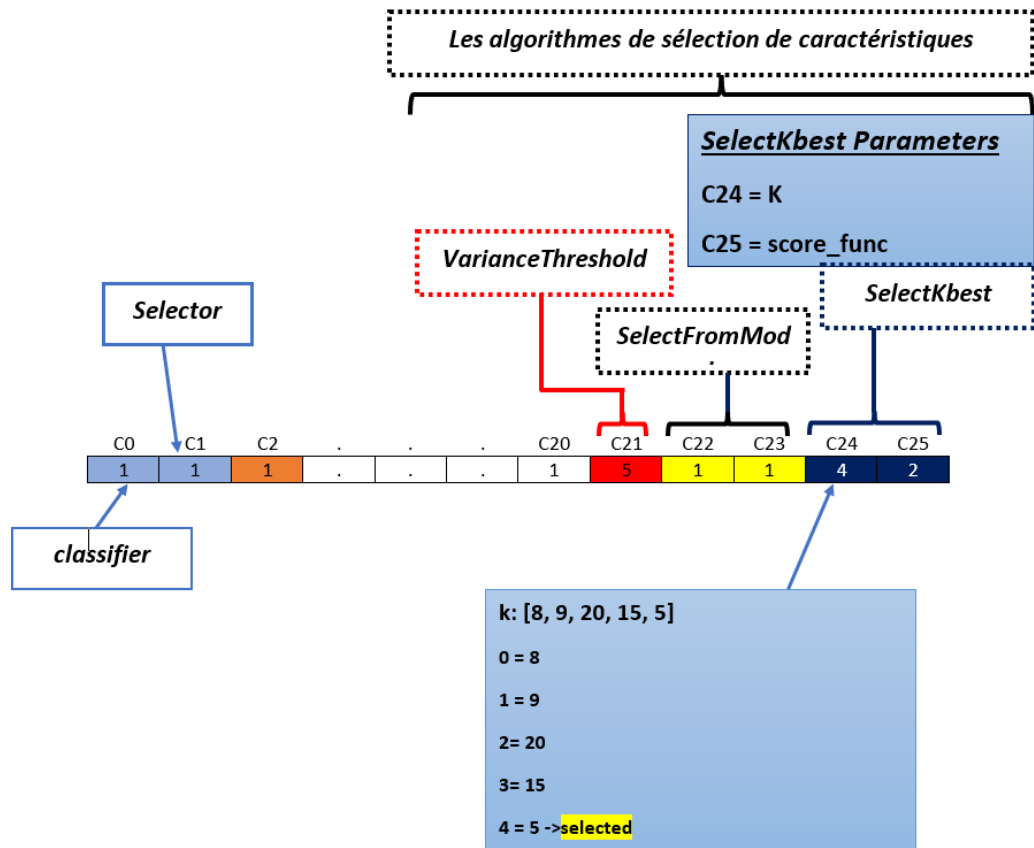 Les algorithmes de sélection de caractéristiques
SelectKbest Parameters
C24 = K
C25 = score_func
VarianceThreshold
SelectKbest
Selector
SelectFromMod
.
C0 C1 C2 . . . C20 C21 C22 C23 C24 C25
1 1 1 . . . 1 5 1 1 4 2
classifier
k: [8, 9, 20, 15, 5]
0 = 8
1 = 9
2= 20
3= 15
4 = 5 ->selected